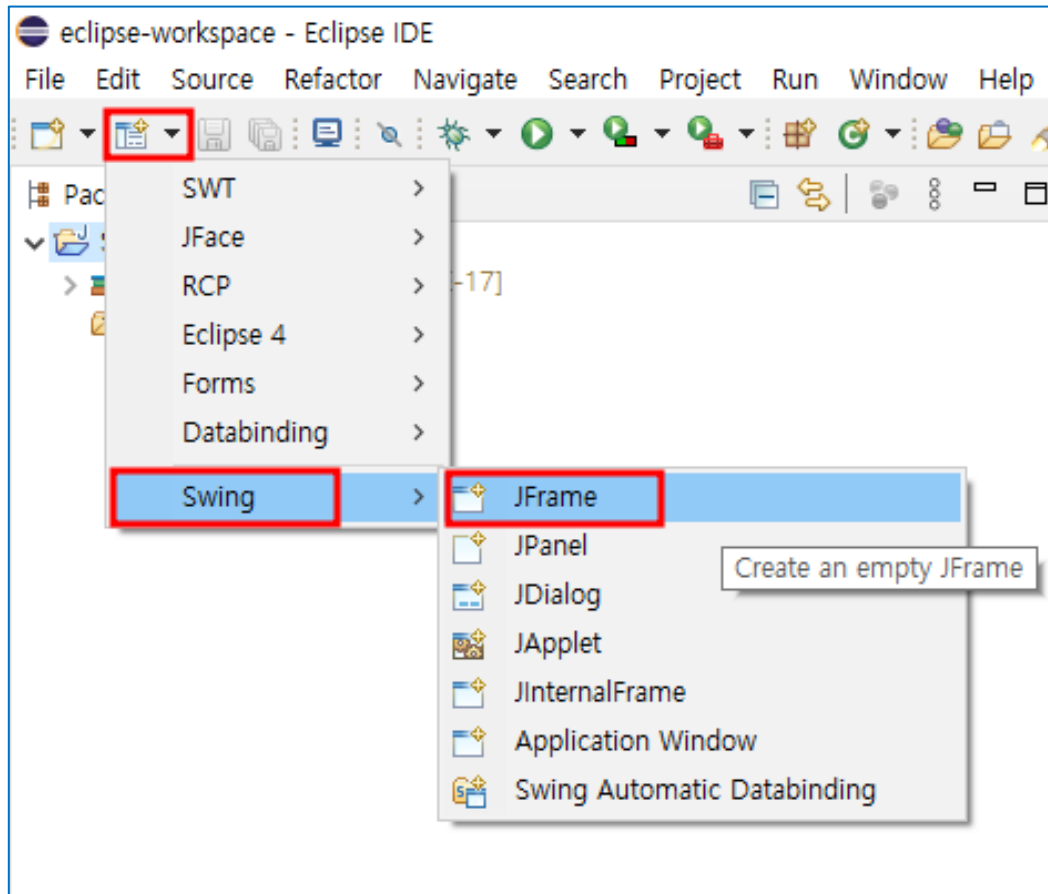 eclipse-workspace - Eclipse IDE
File Edit Source Refactor Navigate Search Project Run Window Help
Pac
SWT
JFace
RCP
-17]
Eclipse 4
Forms
Databinding
Swing
JFrame
JPanel
Create an empty JFrame
JDialog
JApplet
JInternalFrame
Application Window
Swing Automatic Databinding